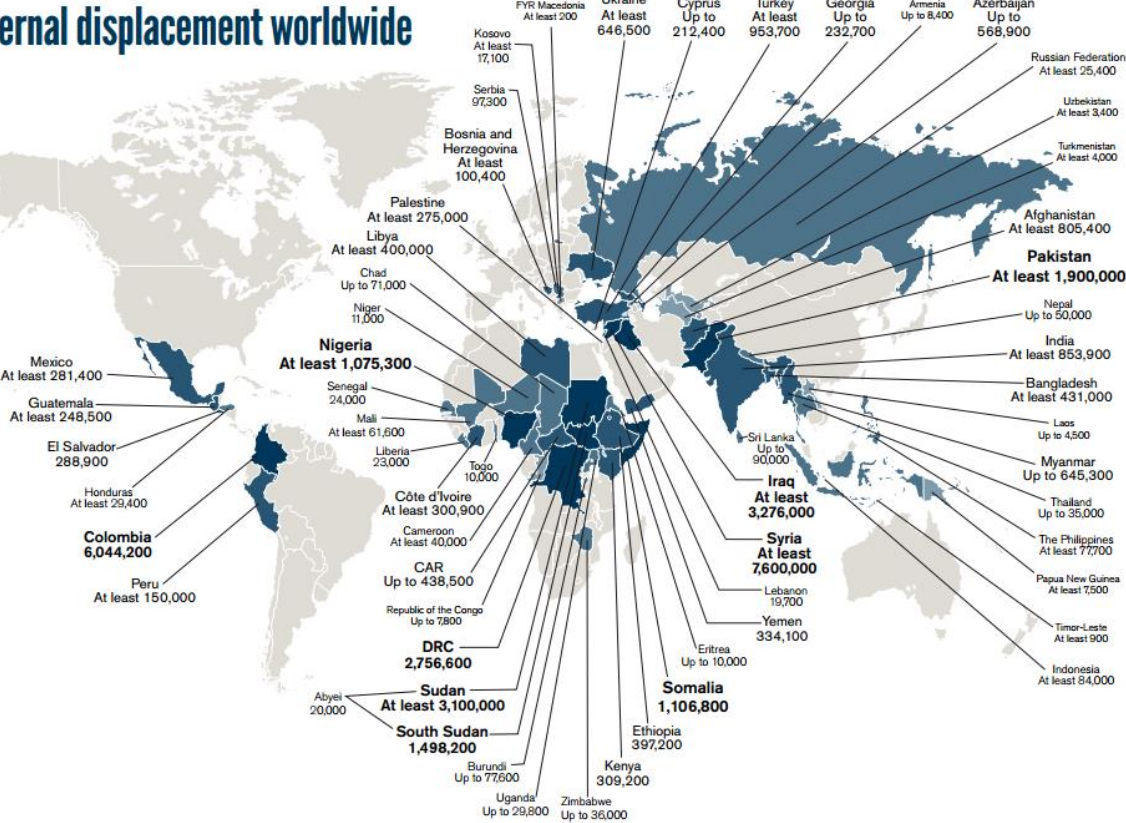 ernal displacement worldwide
FYR Macedonia
At least 200
Ukraine
At least
646,500
Cyprus
Up to
212,400
Turkey
At least
953,700
Georgia
Up to
232,700
Armenia
Up to 8,400
Azerbaijan
Up to
568,900
Kosovo
At least
17,100
Russian Federation
At least 25,400
Serbia
97,300
Uzbekistan
At least 3,400
Bosnia and
Herzegovina
At least
100,400
Turkmenistan
At least 4,000
Palestine
At least 275,000
Afghanistan
At least 805,400
Libya
At least 400,000
Pakistan
At least 1,900,000
Chad
Up to 71,000
Niger
11,000
Nepal
Up to 50,000
Nigeria
At least 1,075,300
India
At least 853,900
Mexico
At least 281,400
Senegal
24,000
Bangladesh
At least 431,000
Guatemala
At least 248,500
Mali
At least 61,600
Laos
Up to 4,500
El Salvador
288,900
Liberia
23,000
Togo
10,000
Sri Lanka
Up to
90,000
Myanmar
Up to 645,300
Honduras
At least 29,400
Côte d'Ivoire
At least 300,900
Iraq
At least
3,276,000
Thailand
Up to 35,000
Colombia
6,044,200
Cameroon
At least 40,000
Syria
At least
7,600,000
The Philippines
At least 77,700
Peru
At least 150,000
CAR
Up to 438,500
Papua New Guinea
At least 7,500
Republic of the Congo
Up to 7,800
Lebanon
19,700
Timor-Leste
At least 900
DRC
2,756,600
Yemen
334,100
Eritrea
Up to 10,000
Indonesia
At least 84,000
Abyei
20,000
Sudan
At least 3,100,000
Somalia
1,106,800
South Sudan
1,498,200
Ethiopia
397,200
Burundi
Up to 77,600
Kenya
309,200
Uganda
Up to 29,800
Zimbabwe
Up to 36,000